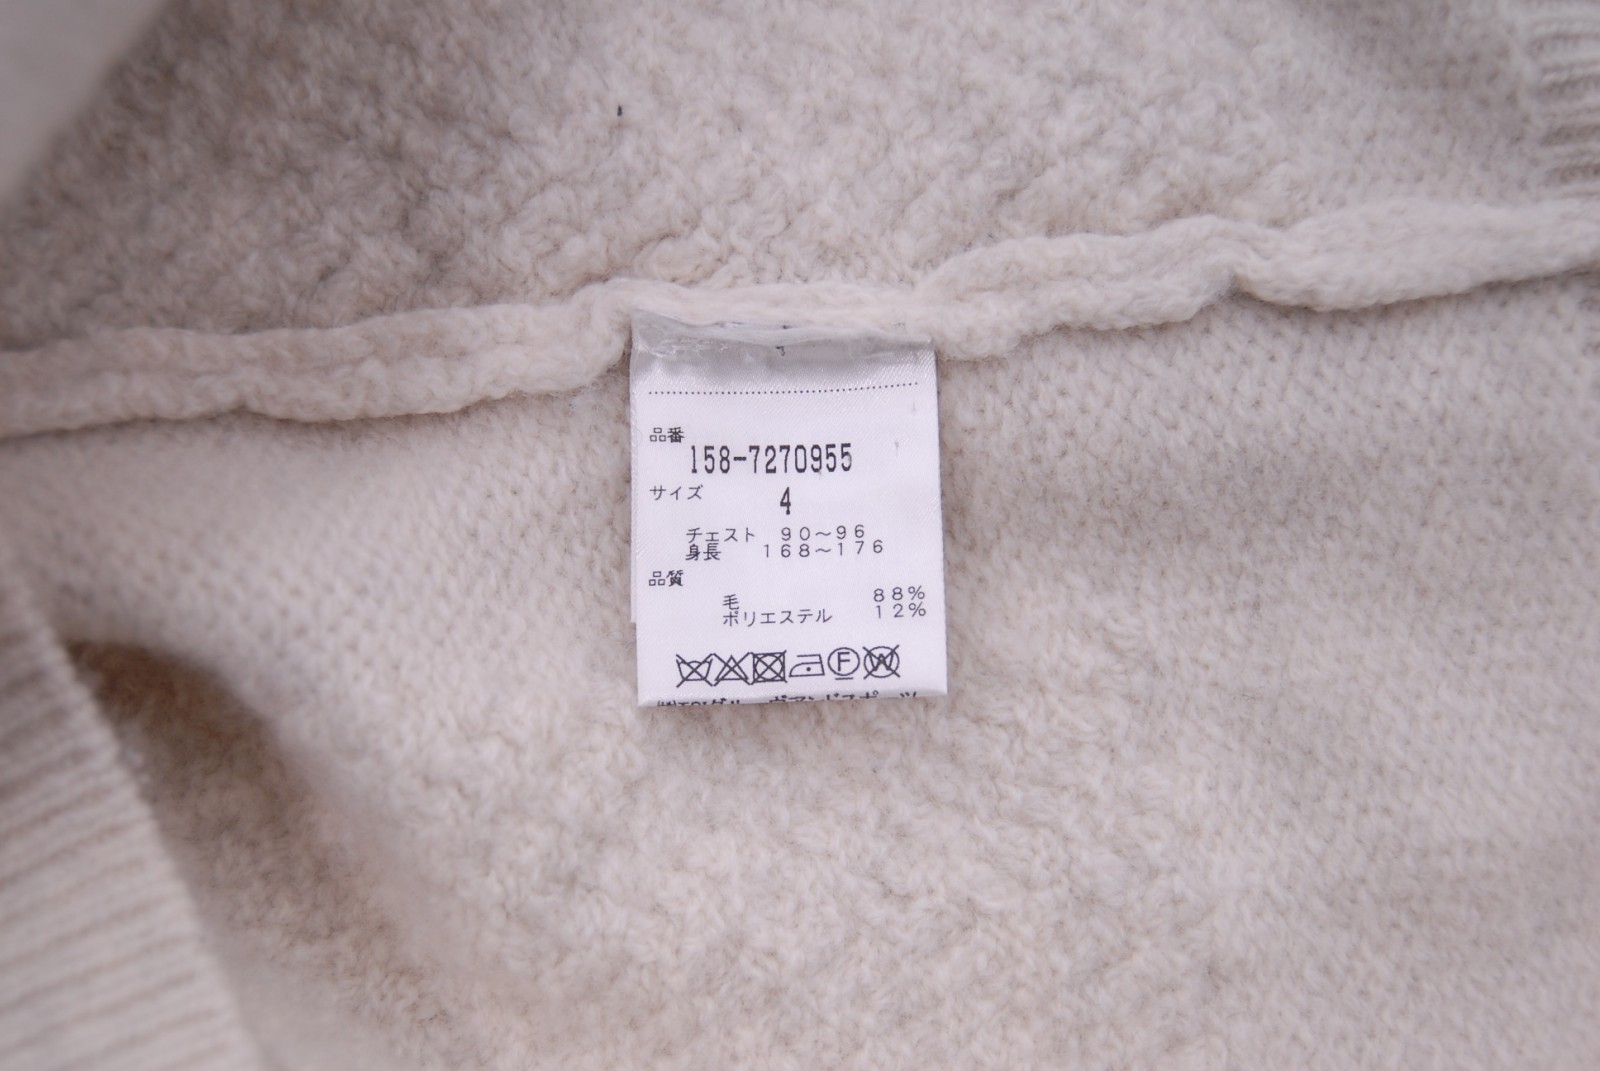 品番
158-7270955
サイズ 4
チェスト 90～96
身長 168～176
品質
毛 88%
ポリエステル 12%
F W